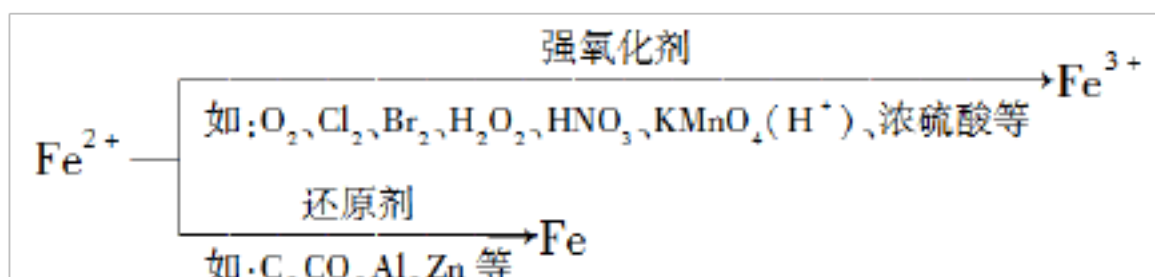 强氧化剂
Fe³⁺
如:O₂、Cl₂、Br₂、H₂O₂、HNO₃、KMnO₄(H⁺)、浓硫酸等
Fe²⁺
还原剂
Fe
如:C、CO、Al、Zn 等